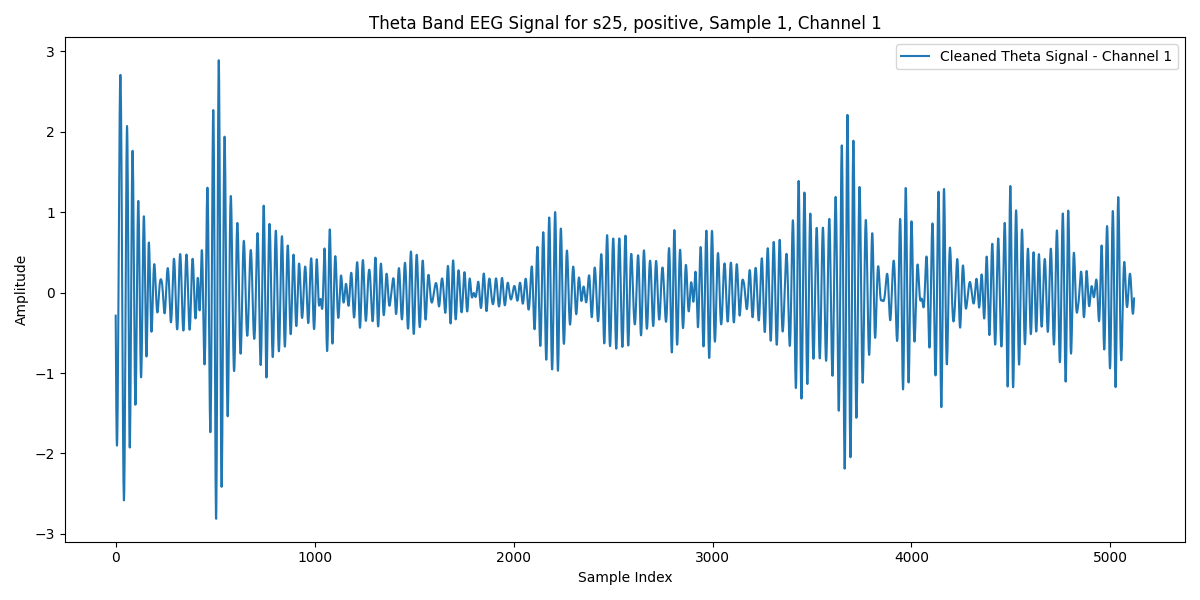 Theta Band EEG Signal for s25, positive, Sample 1, Channel 1
Cleaned Theta Signal - Channel 1
Amplitude
3
2
1
0
−1
−2
−3
0 1000 2000 3000 4000 5000
Sample Index